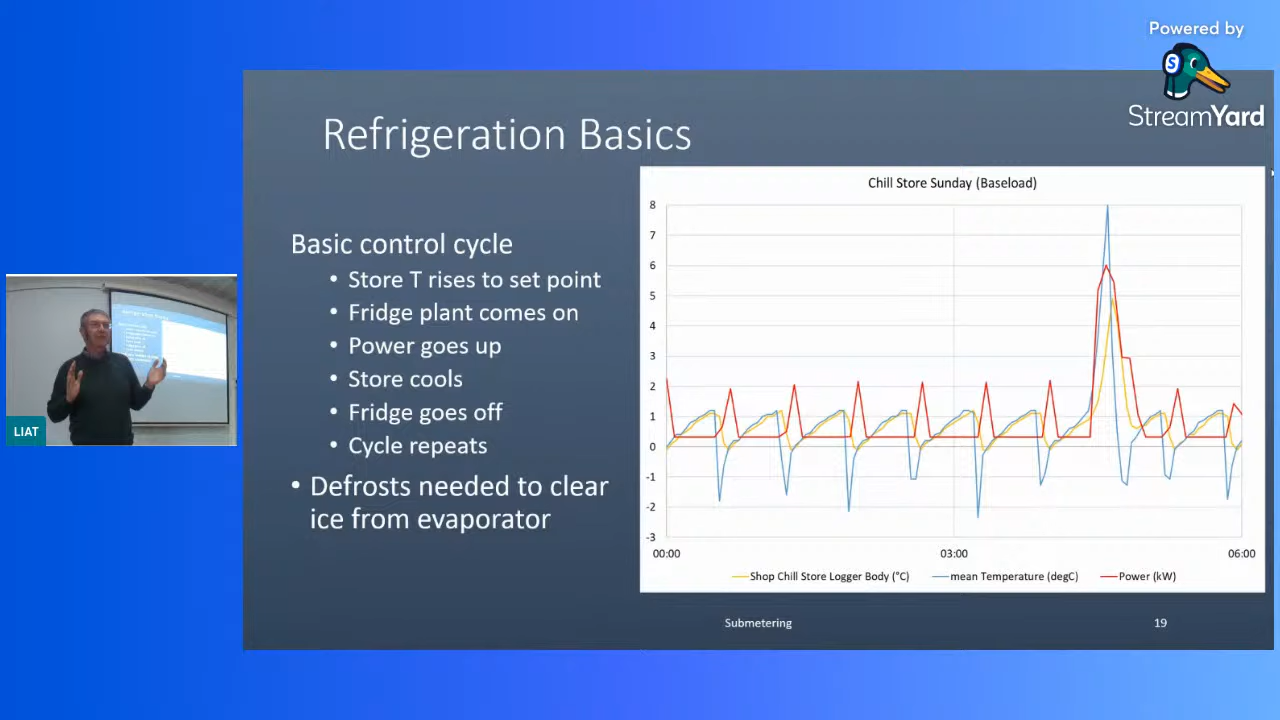 Powered by
StreamYard
Refrigeration Basics
Basic control cycle
• Store T rises to set point
• Fridge plant comes on
• Power goes up
• Store cools
• Fridge goes off
• Cycle repeats
• Defrosts needed to clear
ice from evaporator
Chill Store Sunday (Baseload)
8
7
6
5
4
3
2
1
0
-1
-2
-3
00:00 03:00 06:00
Shop Chill Store Logger Body (°C) mean Temperature (degC) Power (kW)
Submetering 19
LIAT